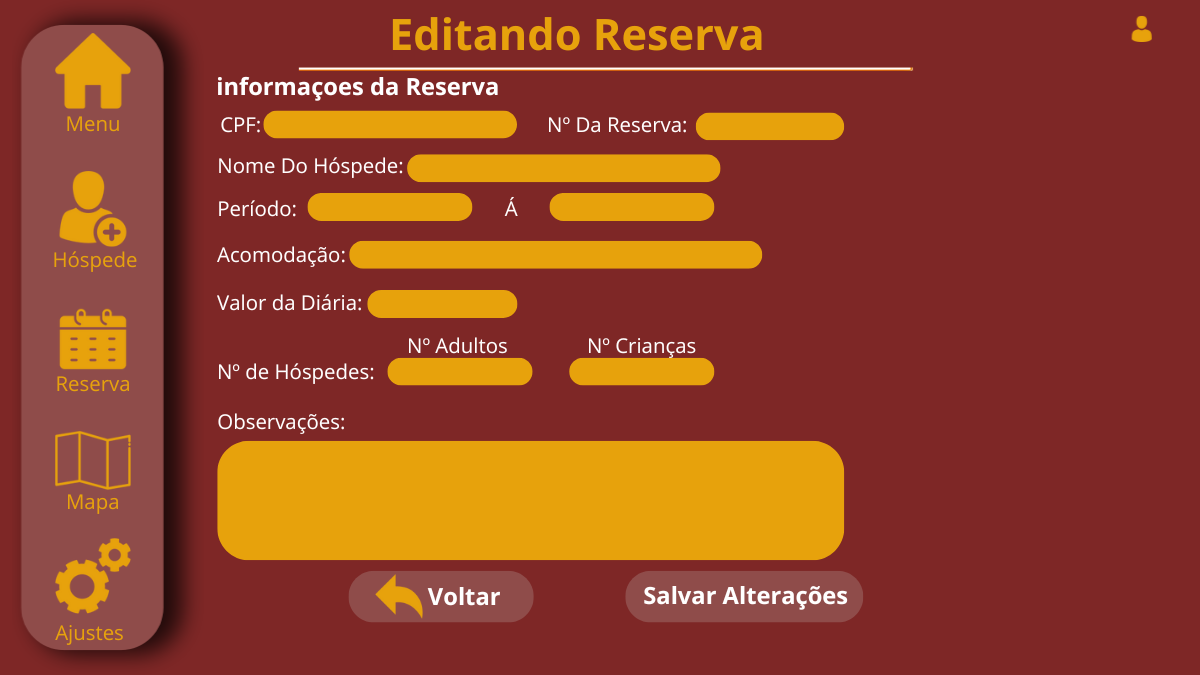 Editando Reserva
informaçoes da Reserva
CPF: Nº Da Reserva:
Nome Do Hóspede:
Período: Á
Acomodação:
Valor da Diária:
Nº Adultos Nº Crianças
Nº de Hóspedes:
Observações:
Voltar Salvar Alterações
Menu
Hóspede
Reserva
Mapa
Ajustes